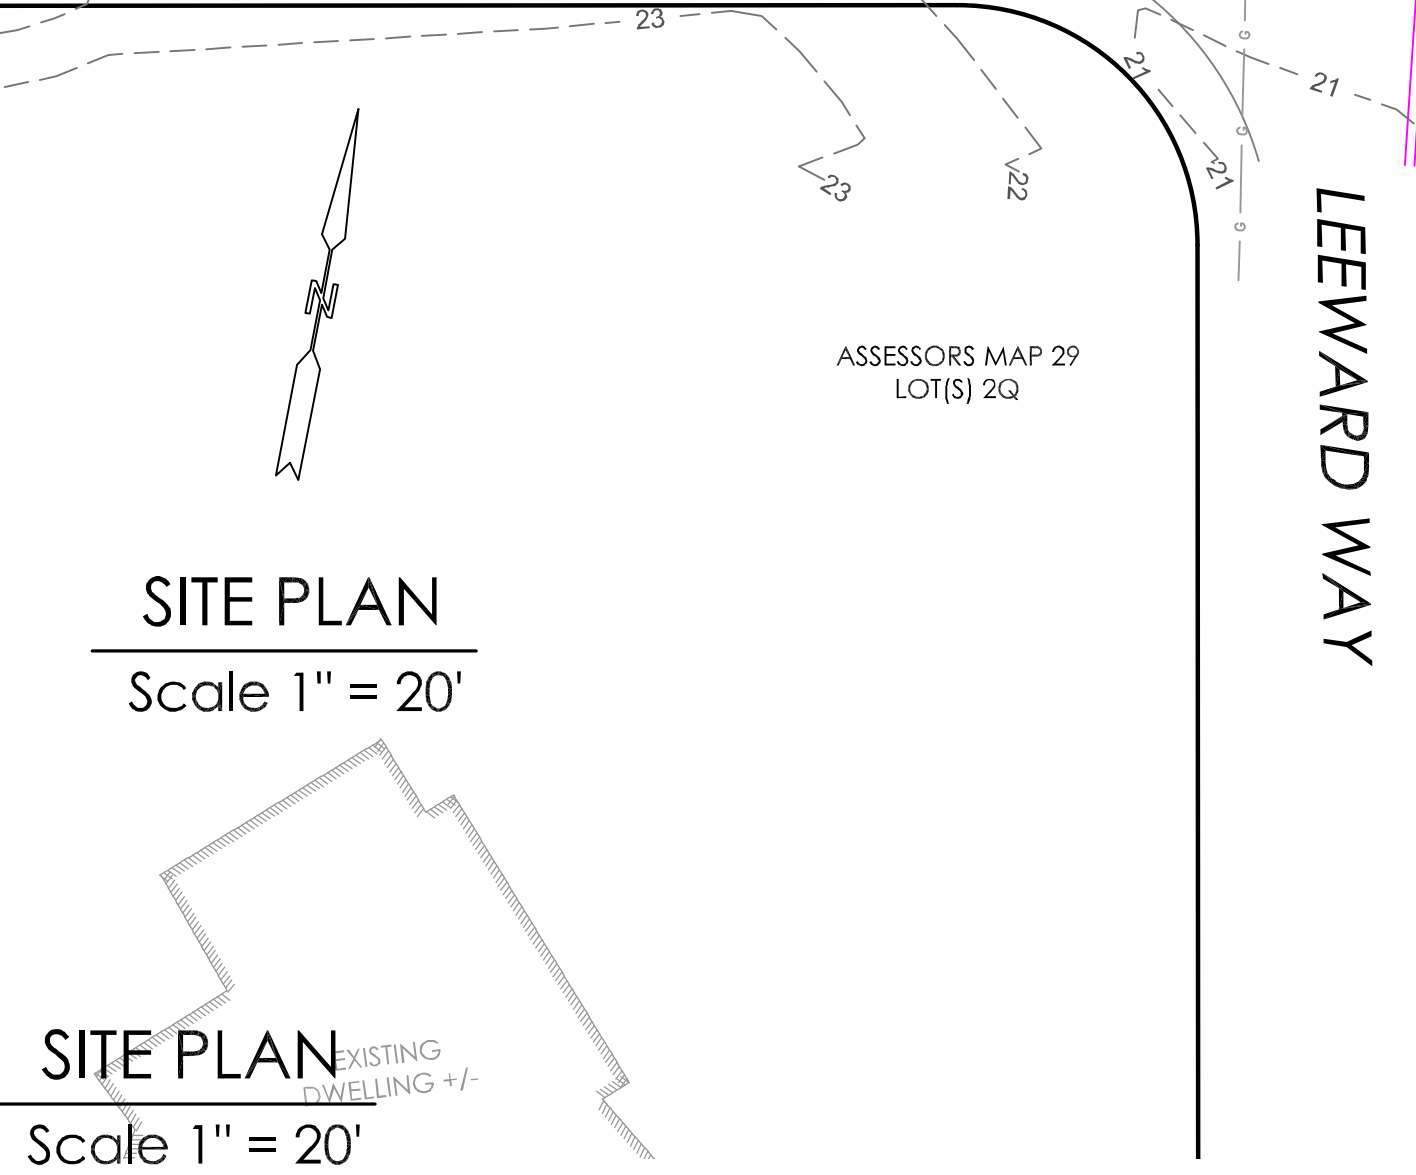 23
21
21
G
G
G
21
23
22
N
ASSESSORS MAP 29
LOT(S) 2Q
LEEWARD WAY
SITE PLAN
Scale 1" = 20'
EXISTING
DWELLING +/-
SITE PLAN
Scale 1" = 20'